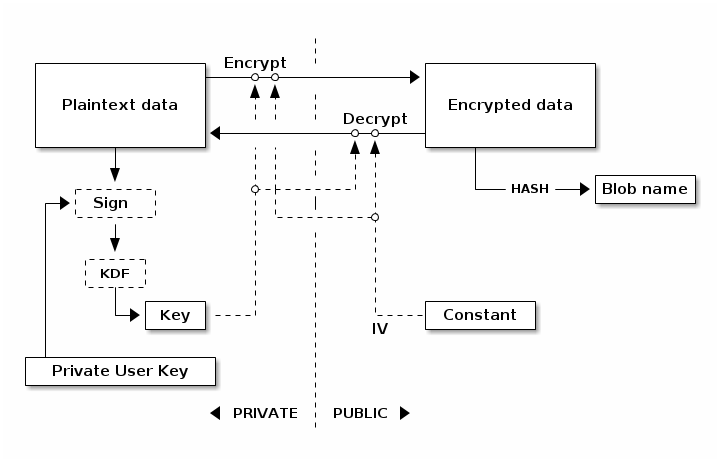 Encrypt
Plaintext data
Encrypted data
Decrypt
Sign
HASH
Blob name
KDF
Key
Constant
IV
Private User Key
PRIVATE
PUBLIC